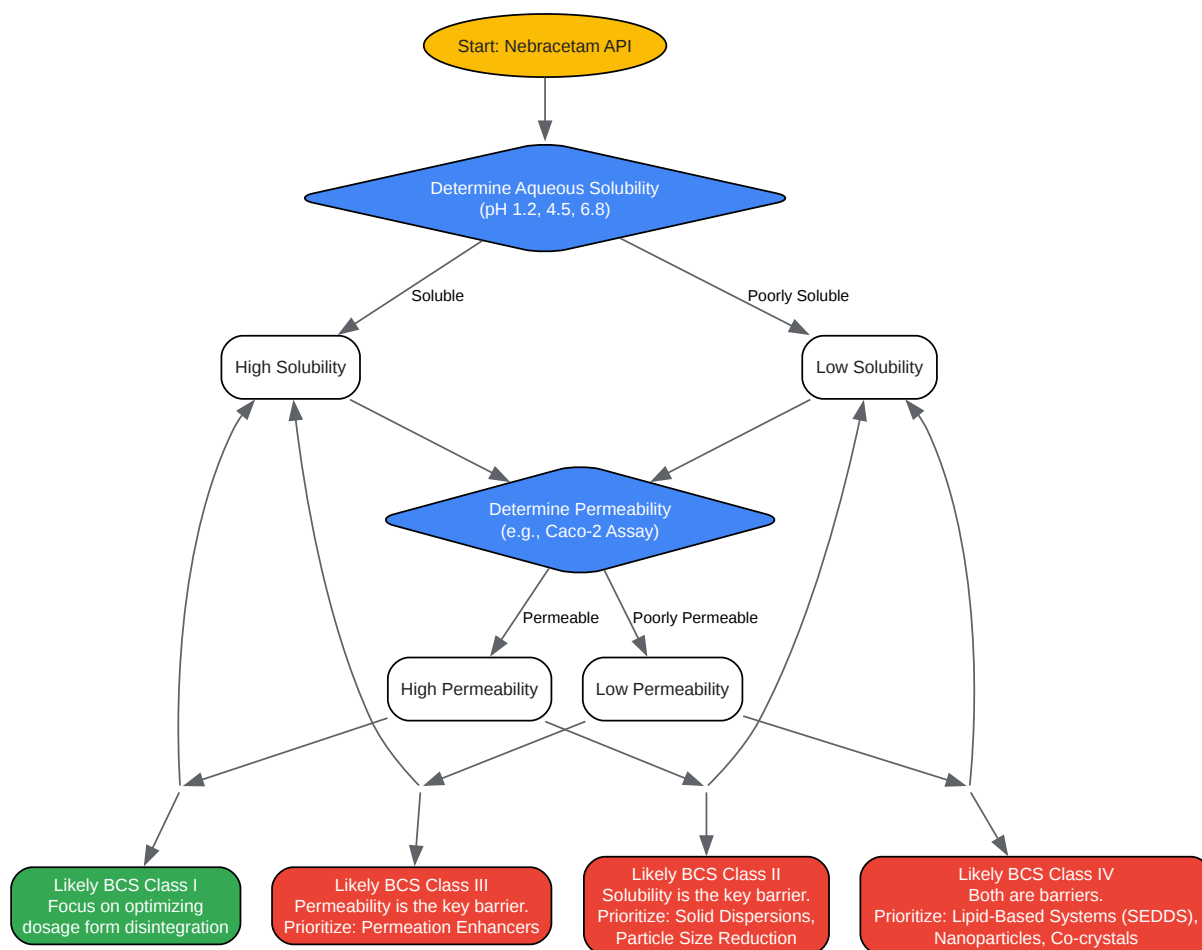 Start: Nebracetam API
Determine Aqueous Solubility
(pH 1.2, 4.5, 6.8)
Soluble
Poorly Soluble
High Solubility
Low Solubility
Determine Permeability
(e.g., Caco-2 Assay)
Permeable
Poorly Permeable
High Permeability
Low Permeability
Likely BCS Class I
Focus on optimizing
dosage form disintegration
Likely BCS Class III
Permeability is the key barrier.
Prioritize: Permeation Enhancers
Likely BCS Class II
Solubility is the key barrier.
Prioritize: Solid Dispersions,
Particle Size Reduction
Likely BCS Class IV
Both are barriers.
Prioritize: Lipid-Based Systems (SEDDS),
Nanoparticles, Co-crystals